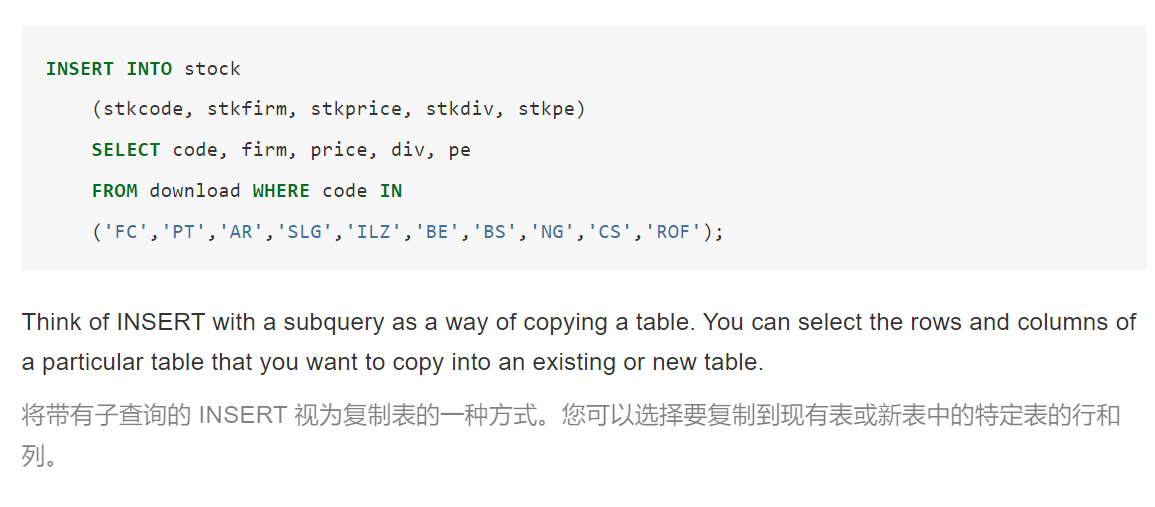 INSERT INTO stock
(stkcode, stkfirm, stkprice, stkdiv, stkpe)
SELECT code, firm, price, div, pe
FROM download WHERE code IN
('FC','PT','AR','SLG','ILZ','BE','BS','NG','CS','ROF');
Think of INSERT with a subquery as a way of copying a table. You can select the rows and columns of
a particular table that you want to copy into an existing or new table.
将带有子查询的 INSERT 视为复制表的一种方式。您可以选择要复制到现有表或新表中的特定表的行和
列。